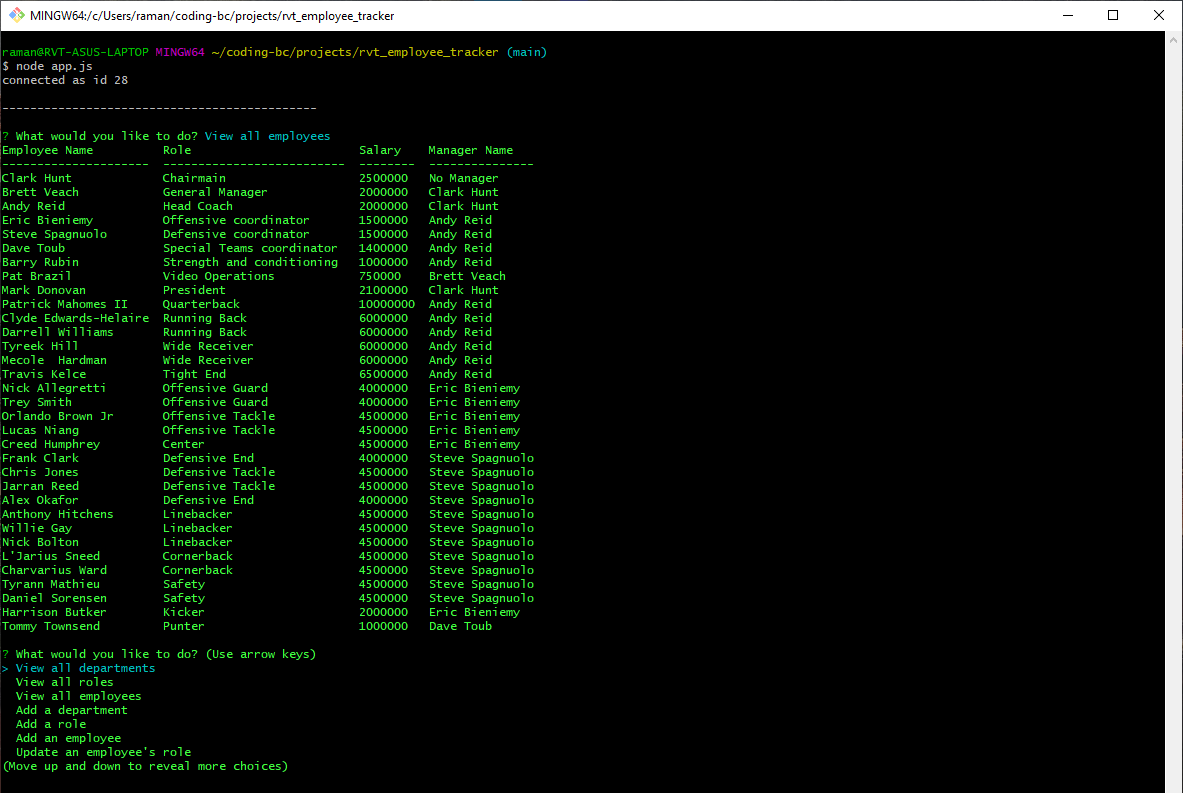 MINGW64:/c/Users/raman/coding-bc/projects/rvt_employee_tracker
raman@RVT-ASUS-LAPTOP MINGW64 ~/coding-bc/projects/rvt_employee_tracker (main)
$ node app.js
connected as id 28
---------------------------------------------
? What would you like to do? View all employees
Employee Name          Role                        Salary    Manager Name
---------------------  --------------------------  --------  ---------------
Clark Hunt             Chairmain                   2500000   No Manager
Brett Veach            General Manager             2000000   Clark Hunt
Andy Reid              Head Coach                  2000000   Clark Hunt
Eric Bieniemy          Offensive coordinator       1500000   Andy Reid
Steve Spagnuolo        Defensive coordinator       1500000   Andy Reid
Dave Toub              Special Teams coordinator   1400000   Andy Reid
Barry Rubin            Strength and conditioning   1000000   Andy Reid
Pat Brazil             Video Operations            750000    Brett Veach
Mark Donovan           President                   2100000   Clark Hunt
Patrick Mahomes II     Quarterback                 10000000  Andy Reid
Clyde Edwards-Helaire  Running Back                6000000   Andy Reid
Darrell Williams       Running Back                6000000   Andy Reid
Tyreek Hill            Wide Receiver               6000000   Andy Reid
Mecole  Hardman        Wide Receiver               6000000   Andy Reid
Travis Kelce           Tight End                   6500000   Andy Reid
Nick Allegretti        Offensive Guard             4000000   Eric Bieniemy
Trey Smith             Offensive Guard             4000000   Eric Bieniemy
Orlando Brown Jr       Offensive Tackle            4500000   Eric Bieniemy
Lucas Niang            Offensive Tackle            4500000   Eric Bieniemy
Creed Humphrey         Center                      4500000   Eric Bieniemy
Frank Clark            Defensive End               4000000   Steve Spagnuolo
Chris Jones            Defensive Tackle            4500000   Steve Spagnuolo
Jarran Reed            Defensive Tackle            4500000   Steve Spagnuolo
Alex Okafor            Defensive End               4000000   Steve Spagnuolo
Anthony Hitchens       Linebacker                  4500000   Steve Spagnuolo
Willie Gay             Linebacker                  4500000   Steve Spagnuolo
Nick Bolton            Linebacker                  4500000   Steve Spagnuolo
L'Jarius Sneed         Cornerback                  4500000   Steve Spagnuolo
Charvarius Ward        Cornerback                  4500000   Steve Spagnuolo
Tyrann Mathieu         Safety                      4500000   Steve Spagnuolo
Daniel Sorensen        Safety                      4500000   Steve Spagnuolo
Harrison Butker        Kicker                      2000000   Eric Bieniemy
Tommy Townsend         Punter                      1000000   Dave Toub
? What would you like to do? (Use arrow keys)
> View all departments
  View all roles
  View all employees
  Add a department
  Add a role
  Add an employee
  Update an employee's role
(Move up and down to reveal more choices)